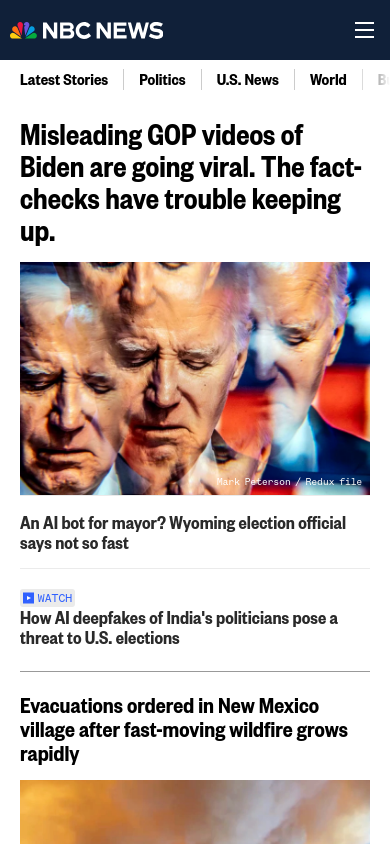 NBC NEWS
Latest Stories
Politics
U.S. News
World
Misleading GOP videos of
Biden are going viral. The fact-
checks have trouble keeping
up.
Mark Peterson / Redux file
An AI bot for mayor? Wyoming election official
says not so fast
WATCH
How AI deepfakes of India's politicians pose a
threat to U.S. elections
Evacuations ordered in New Mexico
village after fast-moving wildfire grows
rapidly